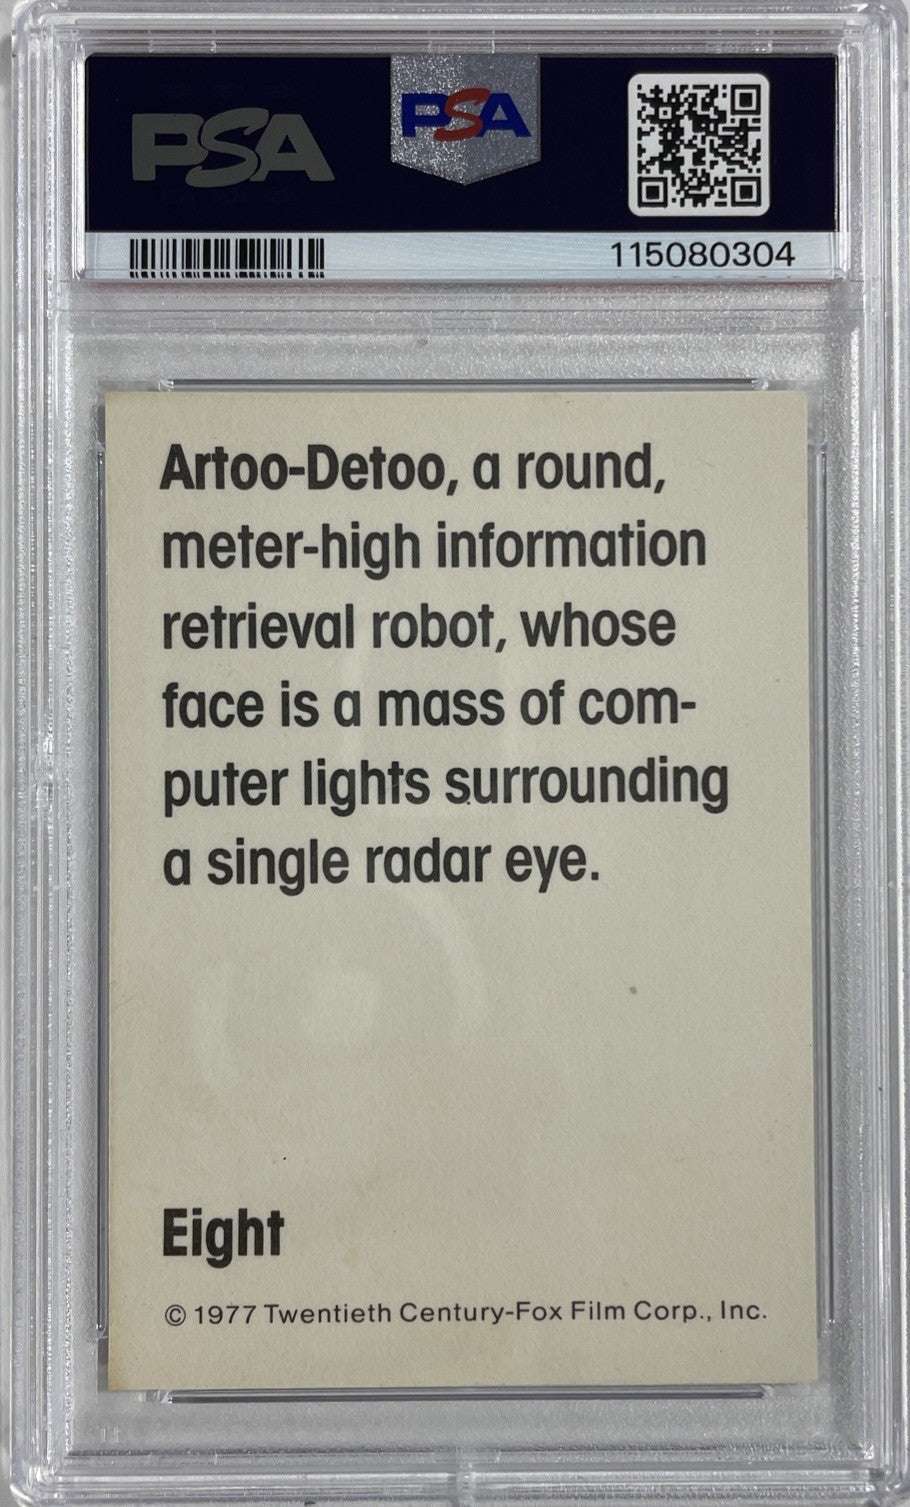 PSA
PSA
115080304
Artoo-Detoo, a round,
meter-high information
retrieval robot, whose
face is a mass of com-
puter lights surrounding
a single radar eye.
Eight
© 1977 Twentieth Century-Fox Film Corp., Inc.